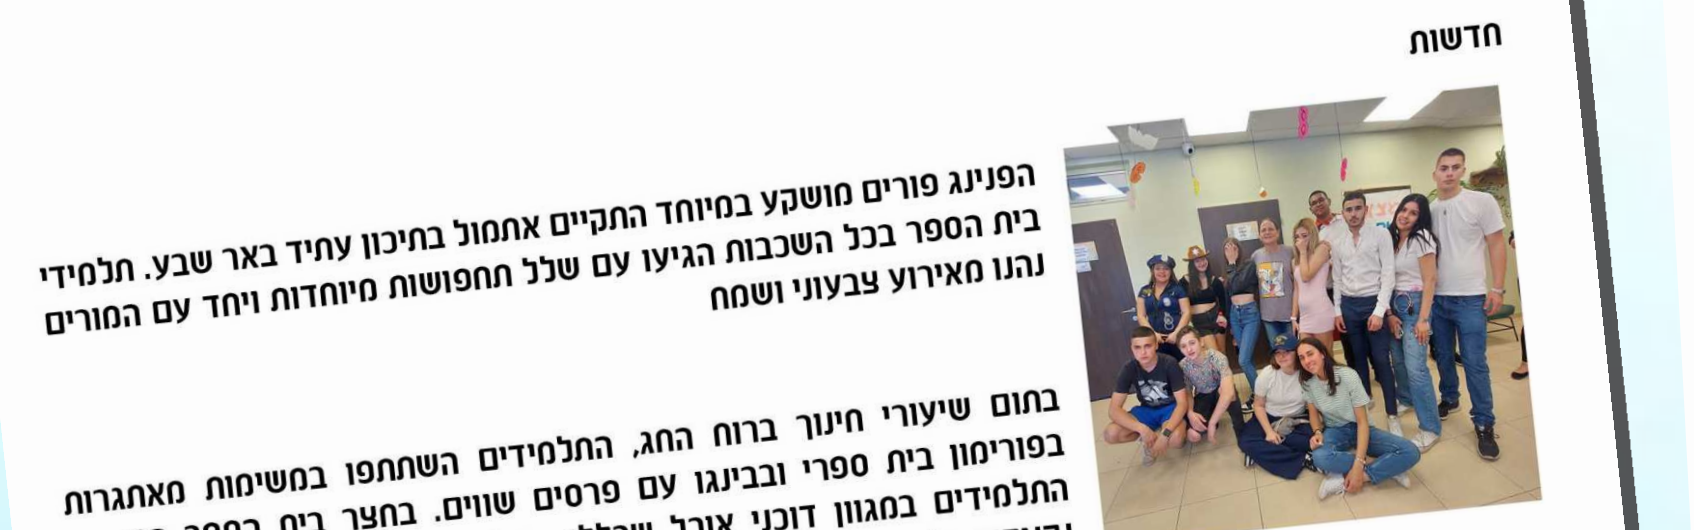 חדשות
הפנינג פורים מושקע במיוחד התקיים אתמול בתיכון עתיד באר שבע. תלמידי
בית הספר בכל השכבות הגיעו עם שלל תחפושות מיוחדות ויחד עם המורים
נהנו מאירוע צבעוני ושמח
בתום שיעורי חינוך ברוח החג, התלמידים השתתפו במשימות מאתגרות
בפורימון בית ספרי ובבינגו עם פרסים שווים. בחצר בית
התלמידים במגוון דוכני אוכל